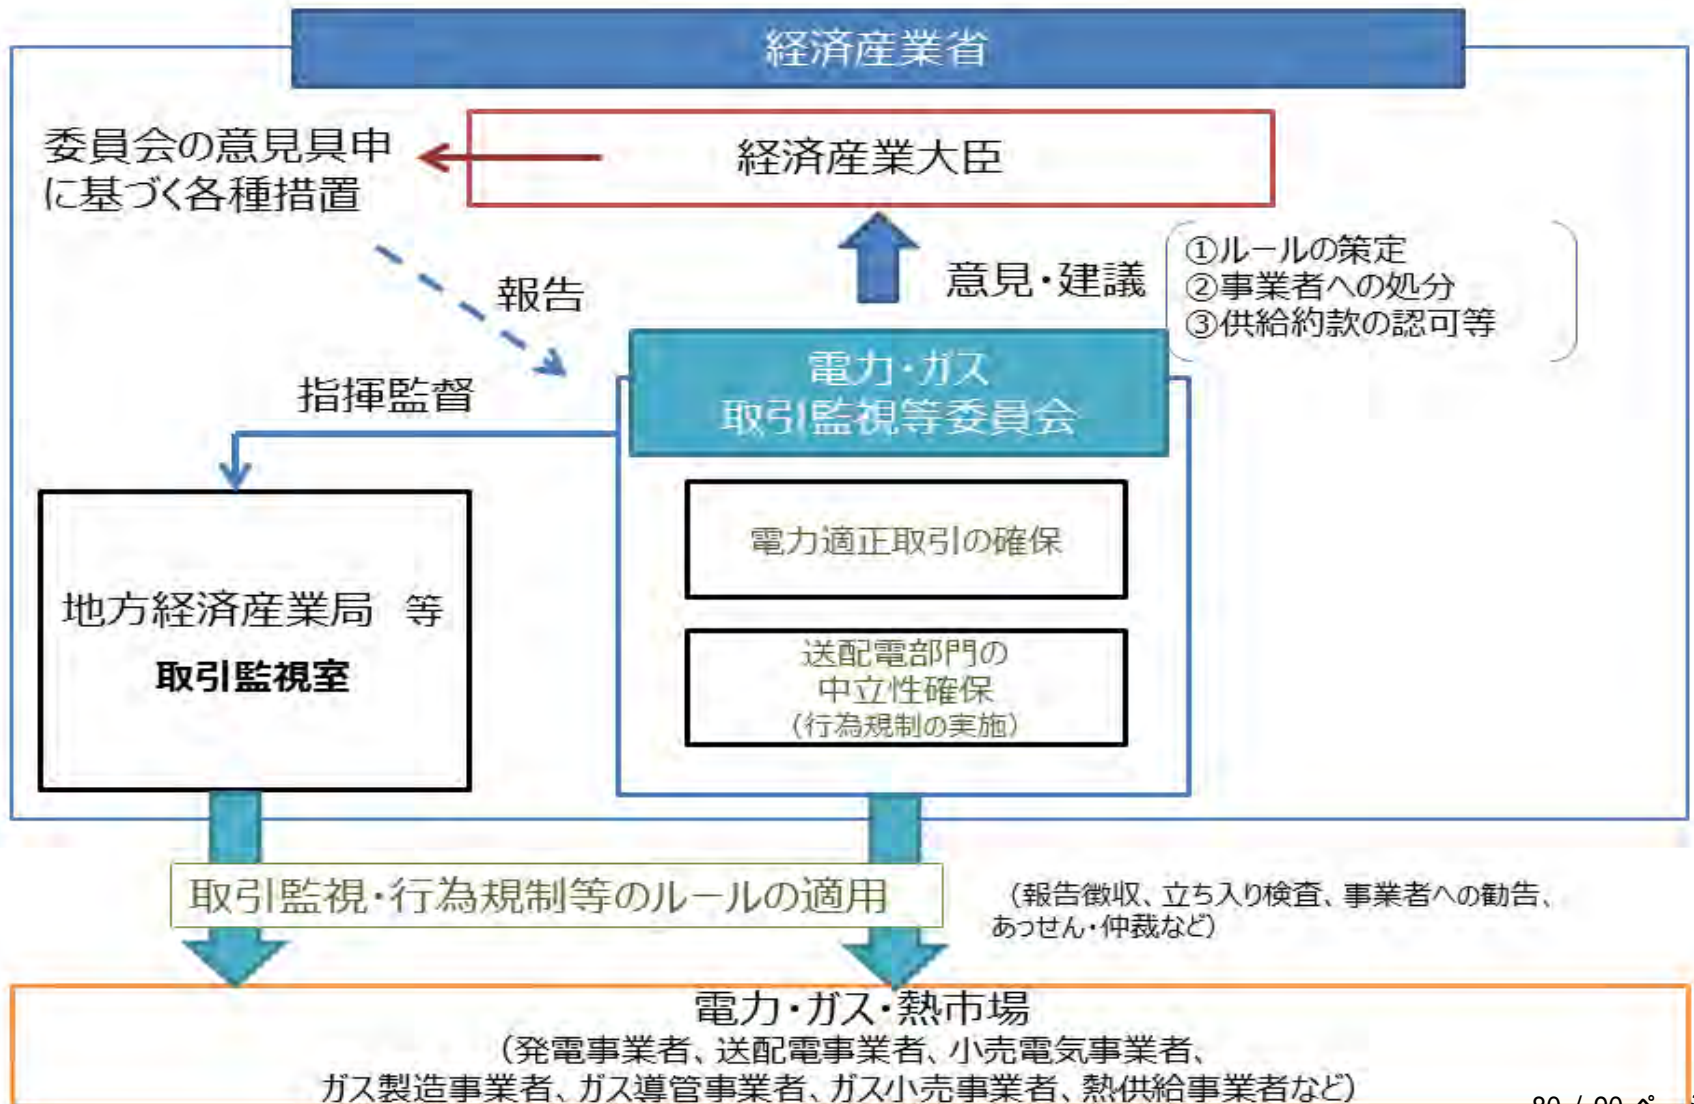 経済産業省
経済産業大臣
委員会の意見具申
に基づく各種措置
報告
意見・建議
①ルールの策定
②事業者への処分
③供給約款の認可等
指揮監督
電力・ガス
取引監視等委員会
電力適正取引の確保
送配電部門の
中立性確保
（行為規制の実施）
地方経済産業局　等
取引監視室
取引監視・行為規制等のルールの適用
（報告徴収、立ち入り検査、事業者への勧告、
あっせん・仲裁など）
電力・ガス・熱市場
（発電事業者、送配電事業者、小売電気事業者、
ガス製造事業者、ガス導管事業者、ガス小売事業者、熱供給事業者など）